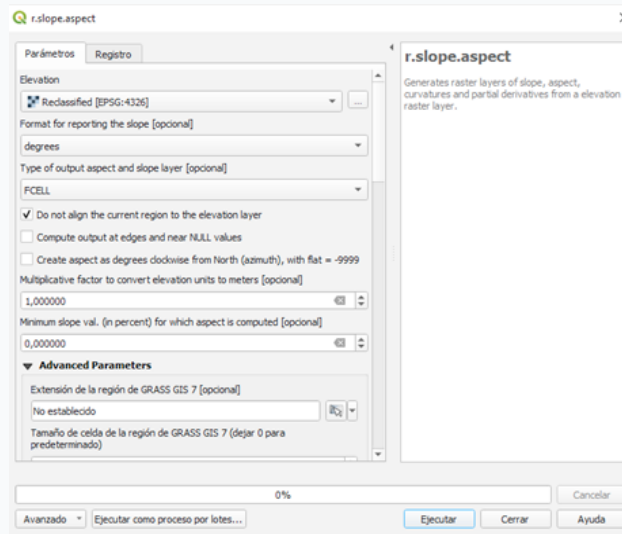 r.slope.aspect
Parámetros
Registro
Elevation
Reclassified [EPSG:4326]
...
Format for reporting the slope [opcional]
degrees
Type of output aspect and slope layer [opcional]
FCELL
Do not align the current region to the elevation layer
Compute output at edges and near NULL values
Create aspect as degrees clockwise from North (azimuth), with flat = -9999
Multiplicative factor to convert elevation units to meters [opcional]
1,000000
Minimum slope val. (in percent) for which aspect is computed [opcional]
0,000000
Advanced Parameters
Extensión de la región de GRASS GIS 7 [opcional]
No establecido
Tamaño de celda de la región de GRASS GIS 7 (dejar 0 para
predeterminado)
r.slope.aspect
Generates raster layers of slope, aspect,
curvatures and partial derivatives from a elevation
raster layer.
0%
Cancelar
Avanzado
Ejecutar como proceso por lotes...
Ejecutar
Cerrar
Ayuda